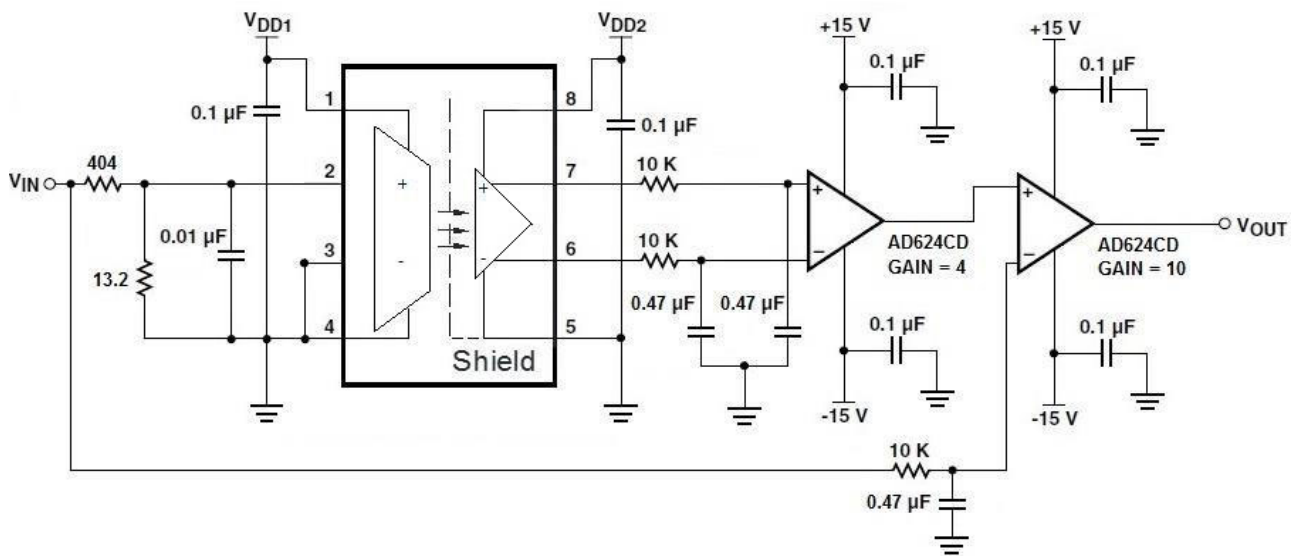 VDD1
VDD2
+15 V
+15 V
0.1 µF
0.1 µF
0.1 µF
1
8
0.1 µF
404
VIN
2
+
+
7
10 K
+
+
0.01 µF
3
-
-
6
10 K
−
−
AD624CD
GAIN = 4
AD624CD
GAIN = 10
VOUT
13.2
0.47 µF
0.47 µF
4
5
Shield
0.1 µF
0.1 µF
-15 V
-15 V
10 K
0.47 µF